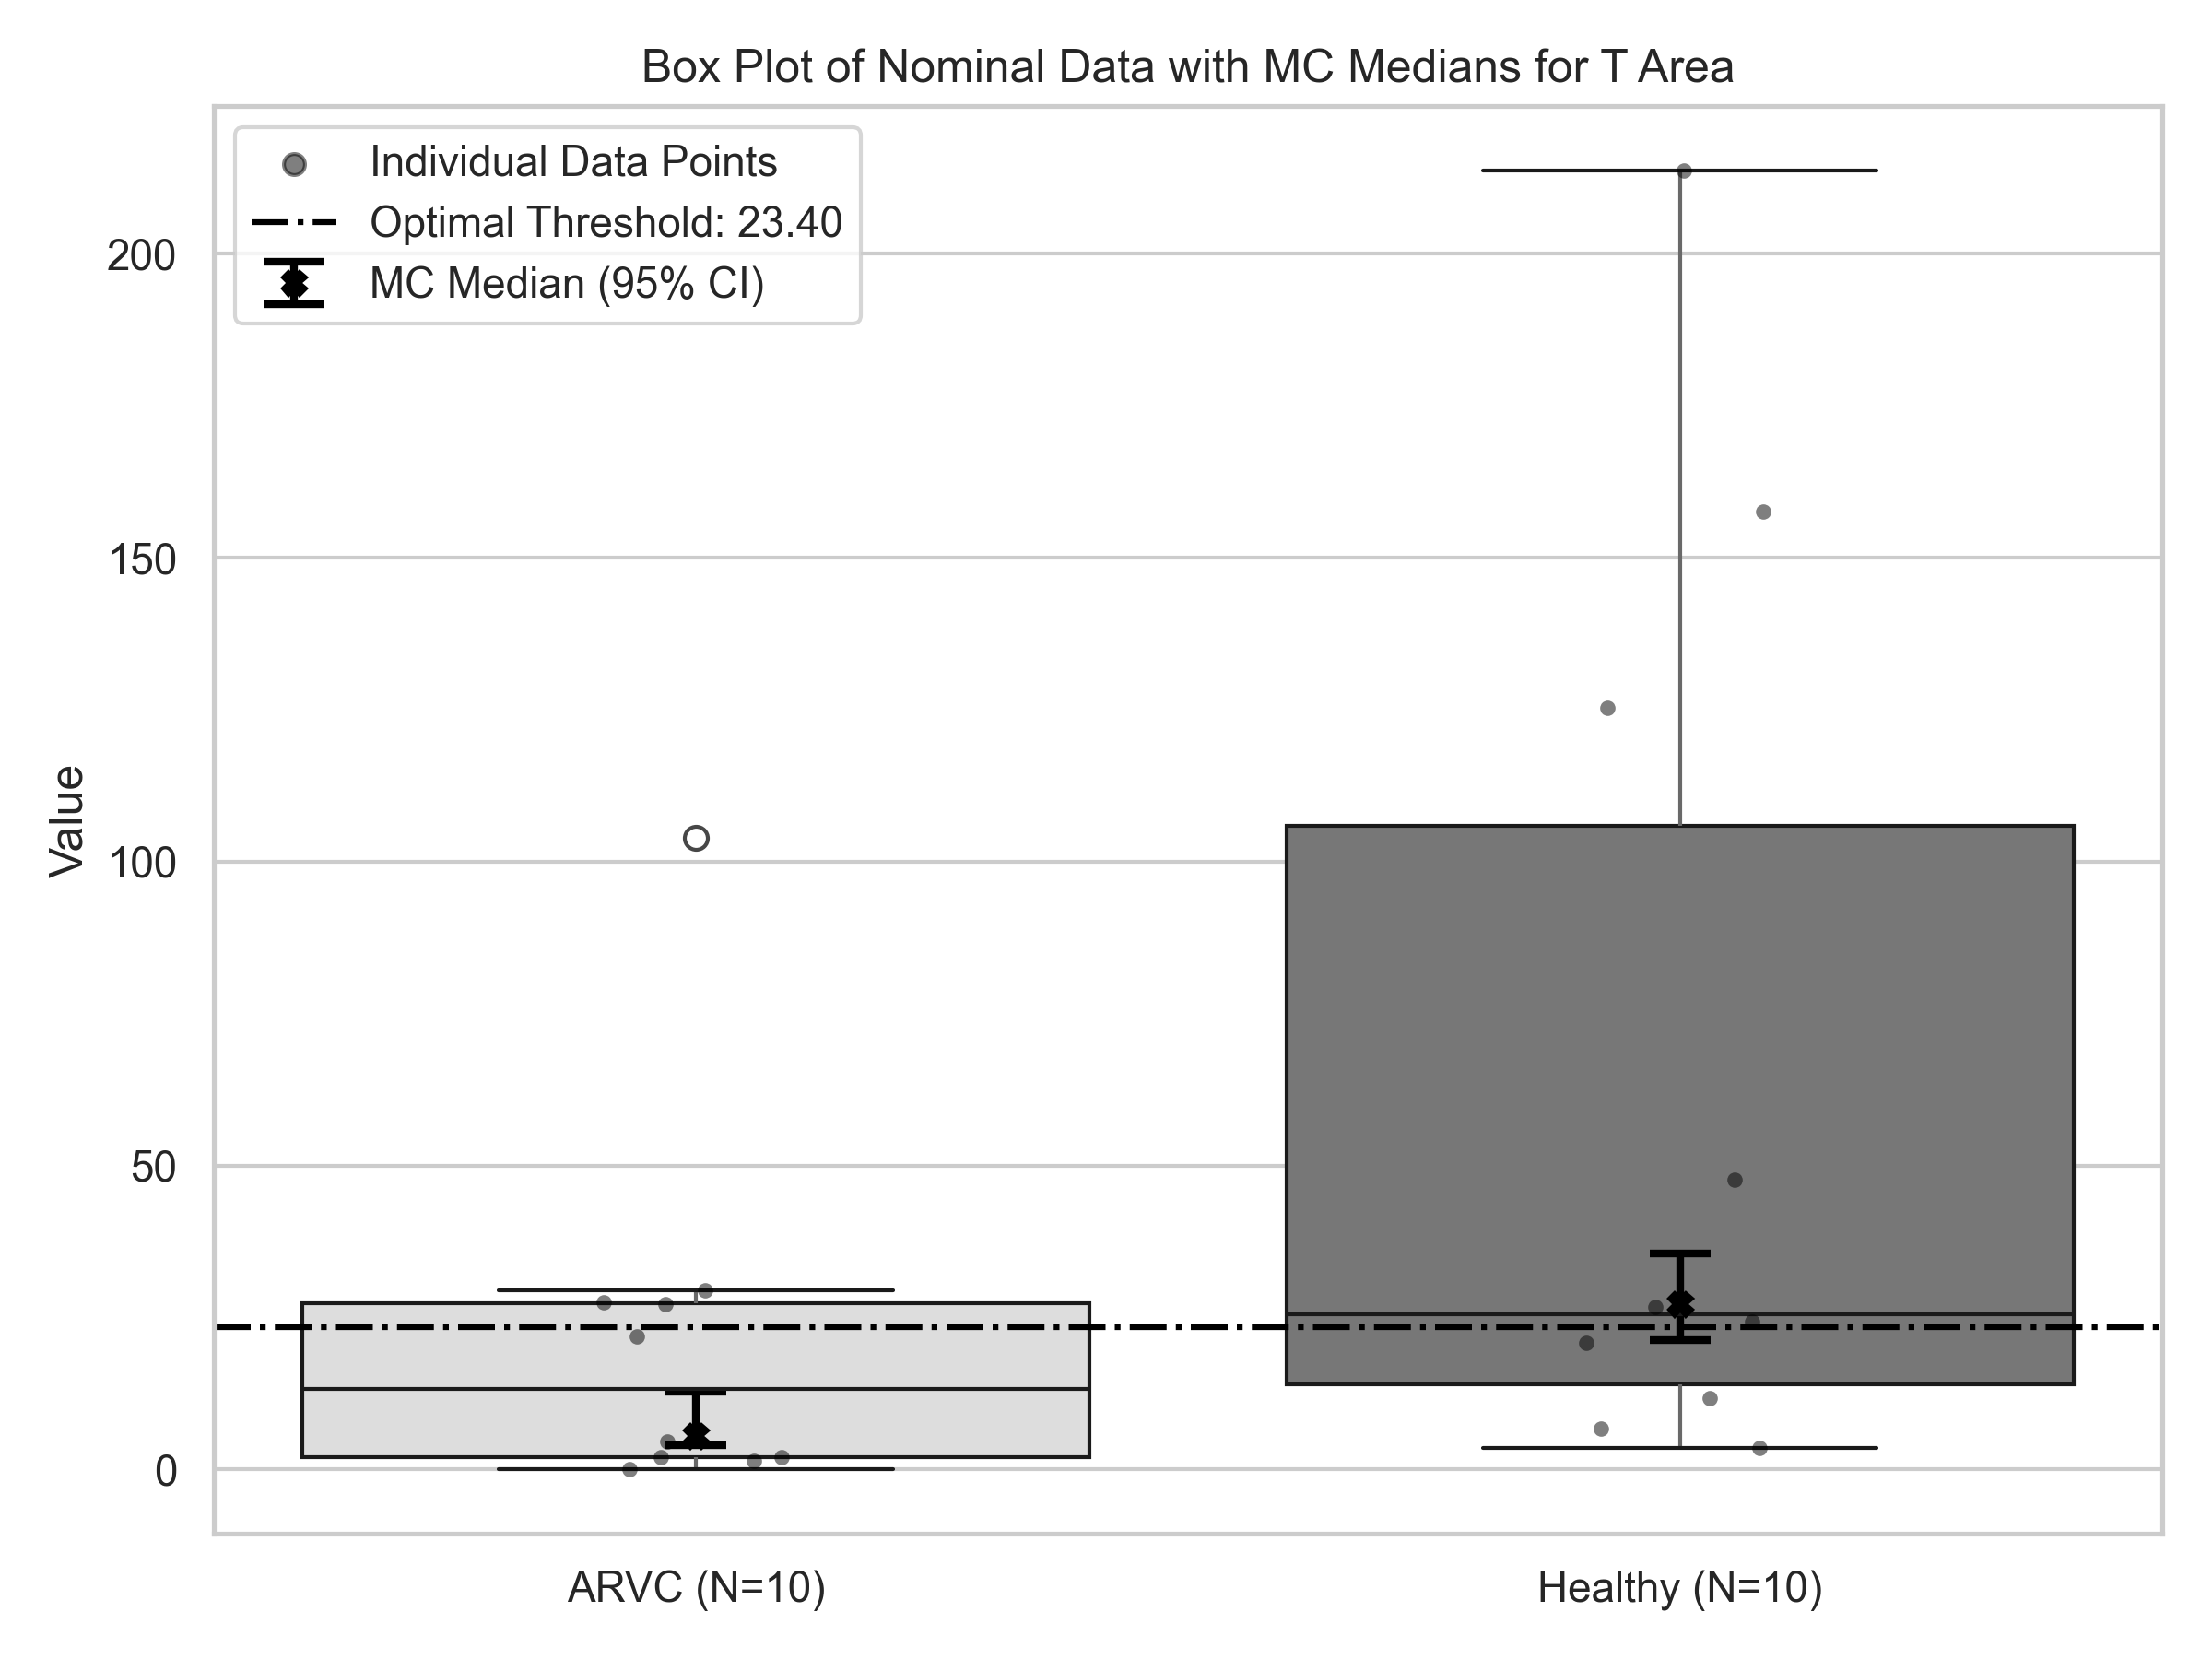 Box Plot of Nominal Data with MC Medians for T Area
Individual Data Points
Optimal Threshold: 23.40
MC Median (95% CI)
Value
200
150
100
50
0
ARVC (N=10)
Healthy (N=10)